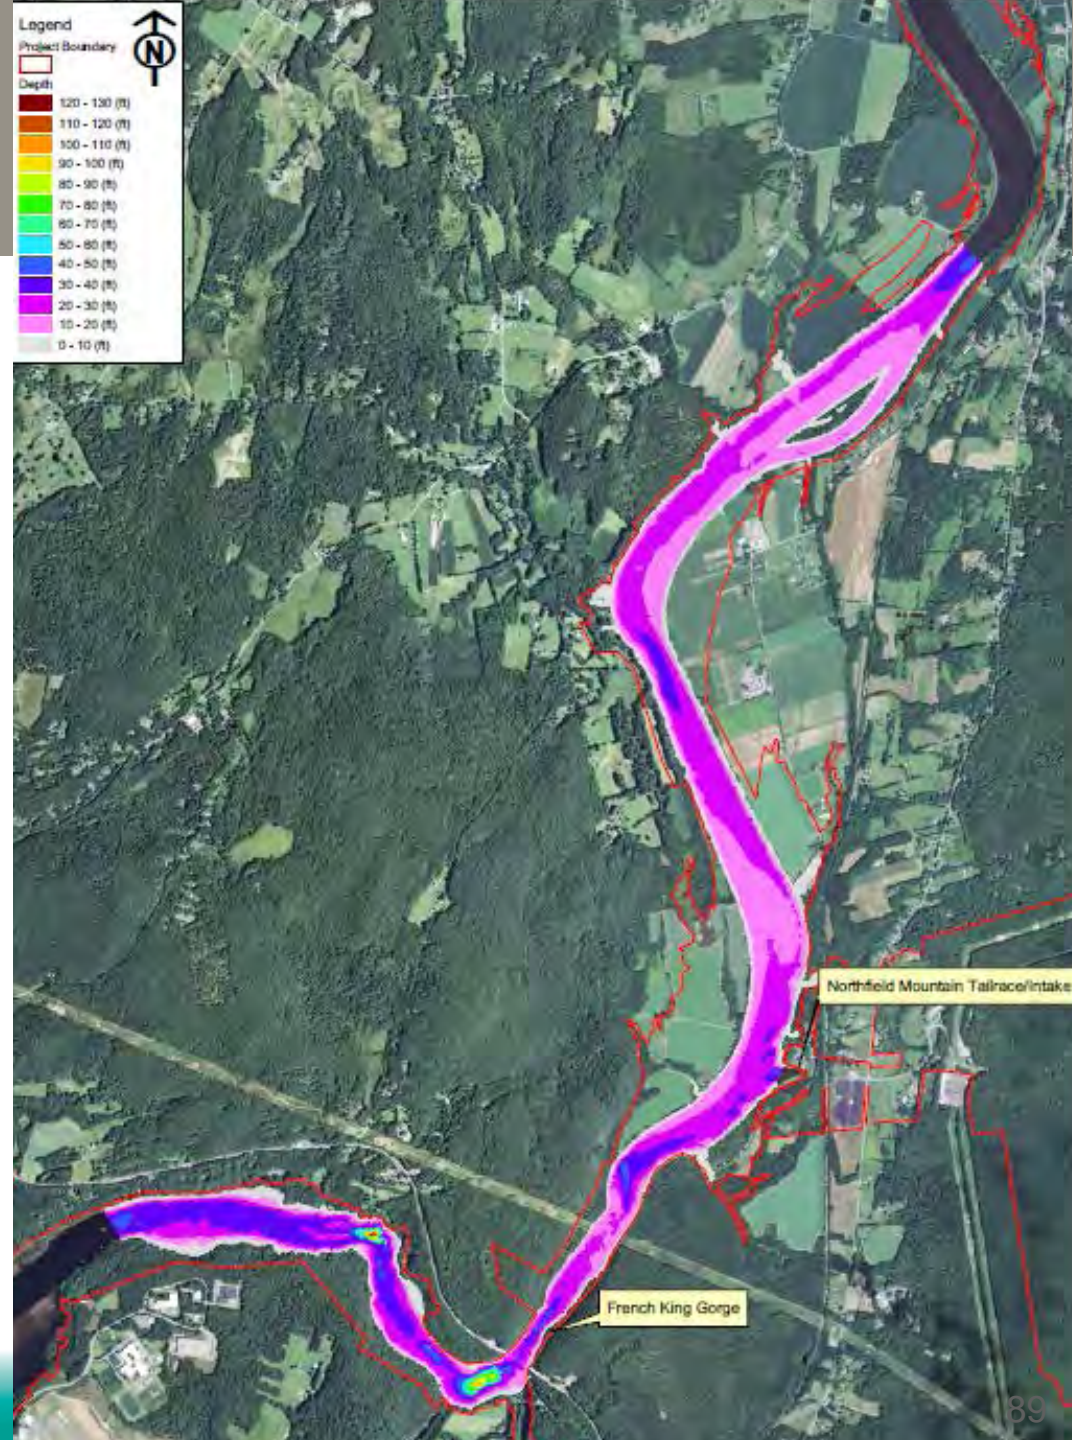 Legend
Project Boundary
Depth
120 - 130 (ft)
110 - 120 (ft)
100 - 110 (ft)
90 - 100 (ft)
80 - 90 (ft)
70 - 80 (ft)
60 - 70 (ft)
50 - 60 (ft)
40 - 50 (ft)
30 - 40 (ft)
20 - 30 (ft)
10 - 20 (ft)
0 - 10 (ft)
N
Northfield Mountain Tailrace/Intake
French King Gorge
89